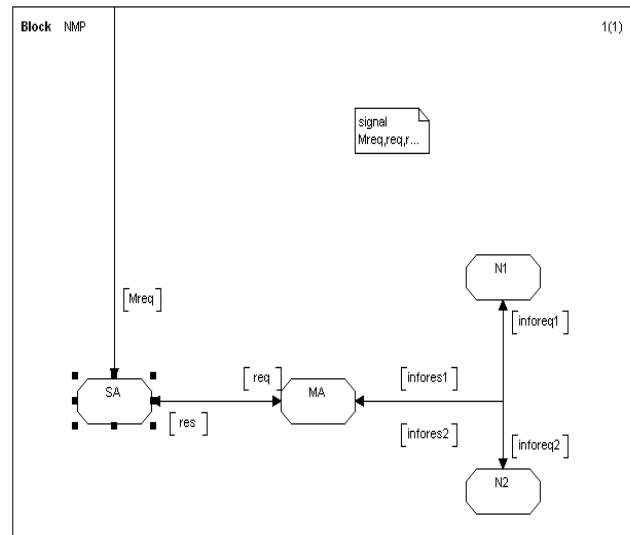 Block NMP
1(1)
signal
Mreq,req,r...
N1
[Mreq]
[inforeq1]
SA
[req]
MA
[infores1]
[res]
[infores2]
[inforeq2]
N2